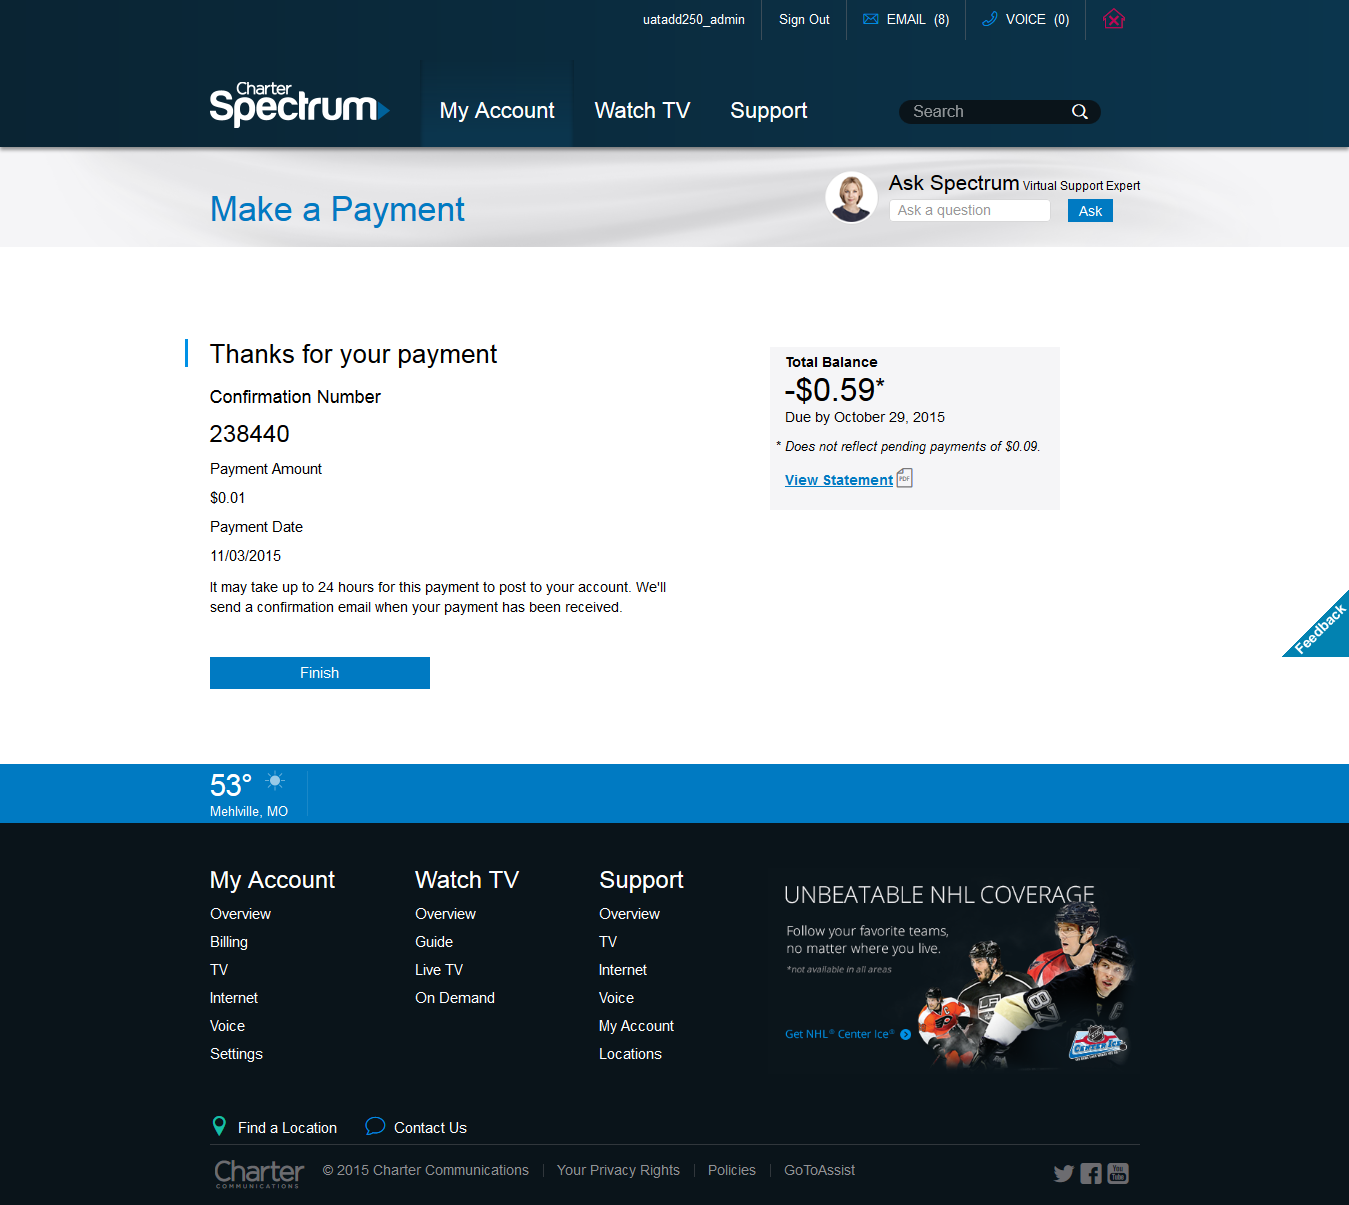 uatadd250_admin
Sign Out
EMAIL (8)
VOICE (0)
Charter
Spectrum
My Account
Watch TV
Support
Search
Make a Payment
Ask Spectrum Virtual Support Expert
Ask a question
Ask
Thanks for your payment
Confirmation Number
238440
Payment Amount
$0.01
Payment Date
11/03/2015
It may take up to 24 hours for this payment to post to your account. We'll
send a confirmation email when your payment has been received.
Finish
Total Balance
-$0.59*
Due by October 29, 2015
* Does not reflect pending payments of $0.09.
View Statement
PDF
Feedback
53°
Mehlville, MO
My Account
Overview
Billing
TV
Internet
Voice
Settings
Watch TV
Overview
Guide
Live TV
On Demand
Support
Overview
TV
Internet
Voice
My Account
Locations
UNBEATABLE NHL COVERAGE
Follow your favorite teams,
no matter where you live.
*not available in all areas
Get NHL® Center Ice®
87
CENTER ICE
Find a Location
Contact Us
Charter
COMMUNICATIONS
© 2015 Charter Communications
Your Privacy Rights
Policies
GoToAssist
You
Tube